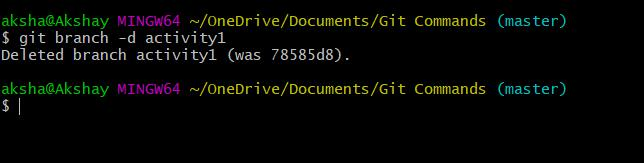 aksha@Akshay MINGW64 ~/OneDrive/Documents/Git Commands (master)
$ git branch -d activity1
Deleted branch activity1 (was 78585d8).
aksha@Akshay MINGW64 ~/OneDrive/Documents/Git Commands (master)
$